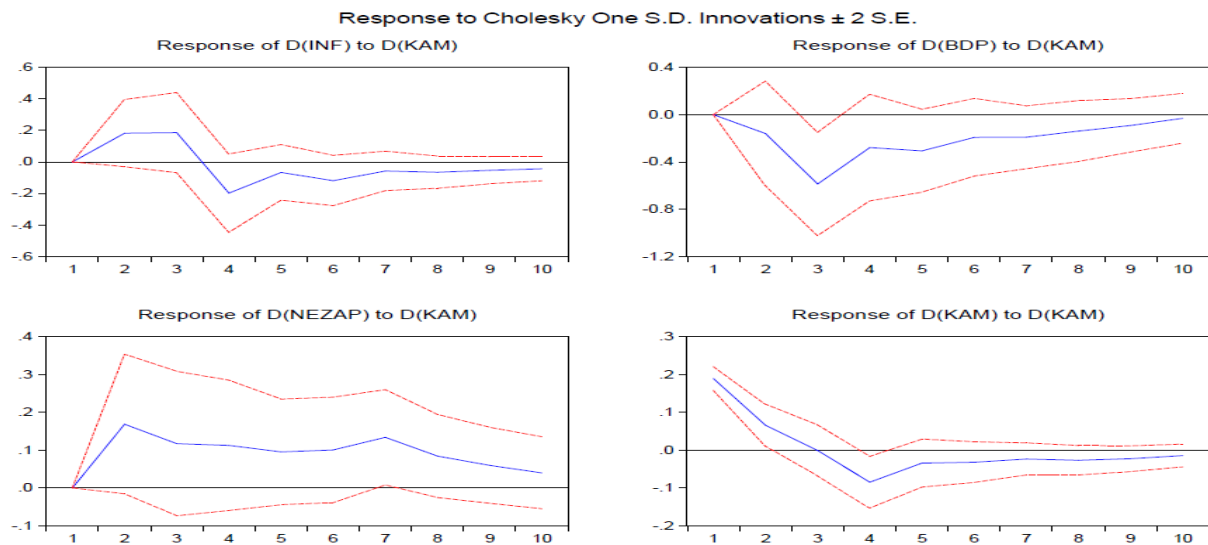 Response to Cholesky One S.D. Innovations ± 2 S.E.
Response of D(INF) to D(KAM)
.6
.4
.2
.0
-.2
-.4
-.6
1 2 3 4 5 6 7 8 9 10
Response of D(BDP) to D(KAM)
0.4
0.0
-0.4
-0.8
-1.2
1 2 3 4 5 6 7 8 9 10
Response of D(NEZAP) to D(KAM)
.4
.3
.2
.1
.0
-.1
1 2 3 4 5 6 7 8 9 10
Response of D(KAM) to D(KAM)
.3
.2
.1
.0
-.1
-.2
1 2 3 4 5 6 7 8 9 10